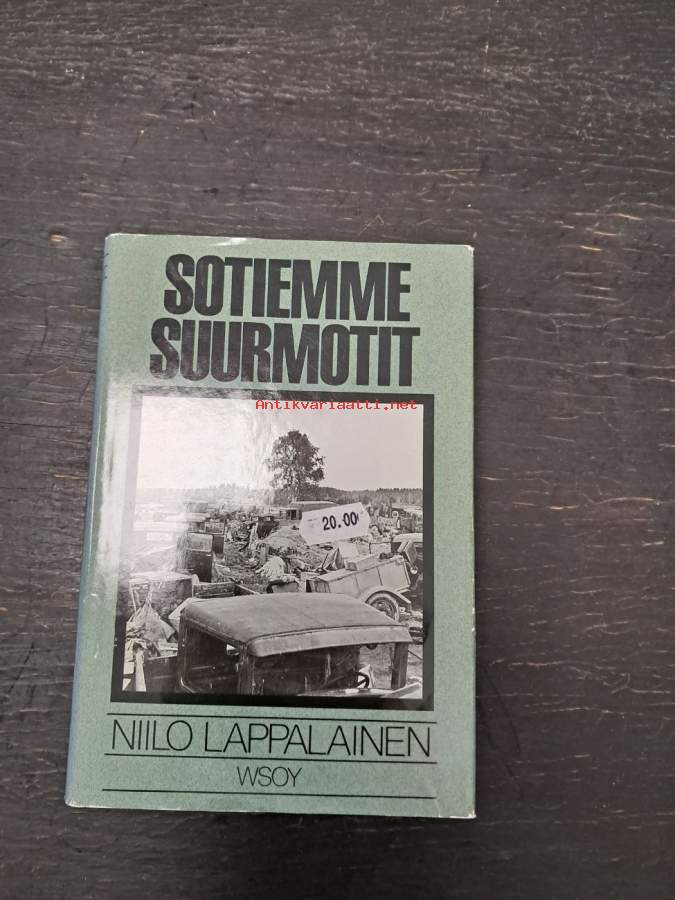 SOTIEMME
SUURMOTIT
Antikvariaatti.net
20.00
NIILO LAPPALAINEN
WSOY